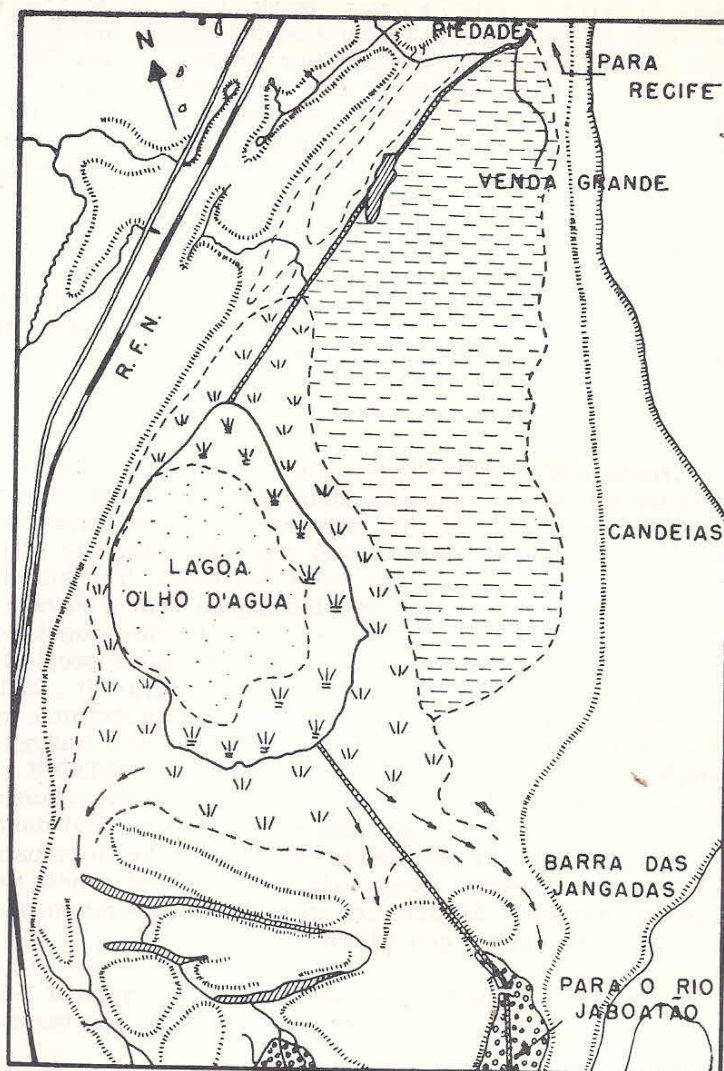 PIEDADE
N
PARA
RECIFE
VENDA GRANDE
R.F.N.
CANDEIAS
LAGOA
OLHO D'AGUA
BARRA DAS
JANGADAS
PARA O RIO
JABOATÃO